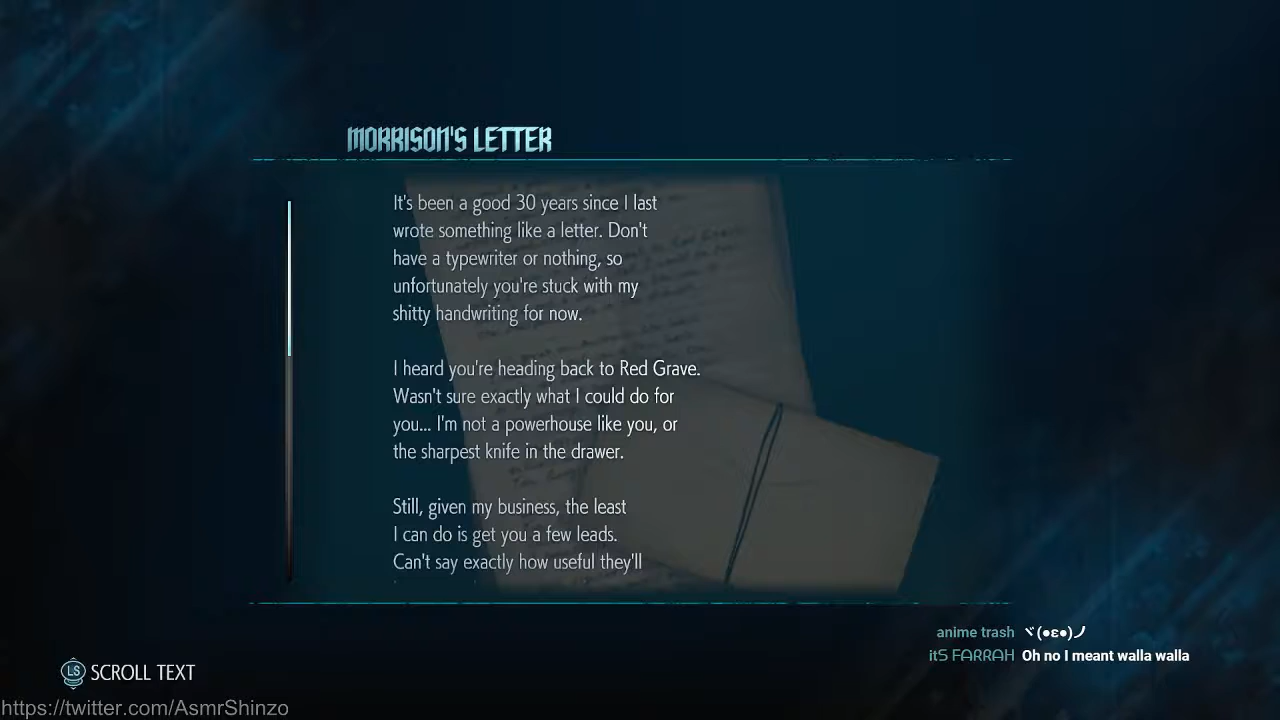 MORRISON'S LETTER
It's been a good 30 years since I last
wrote something like a letter. Don't
have a typewriter or nothing, so
unfortunately you're stuck with my
shitty handwriting for now.
I heard you're heading back to Red Grave.
Wasn't sure exactly what I could do for
you... I'm not a powerhouse like you, or
the sharpest knife in the drawer.
Still, given my business, the least
I can do is get you a few leads.
Can't say exactly how useful they'll
anime trash ヾ(●ε●)ノ
itS FARRAH Oh no I meant walla walla
LS SCROLL TEXT
https://twitter.com/AsmrShinzo